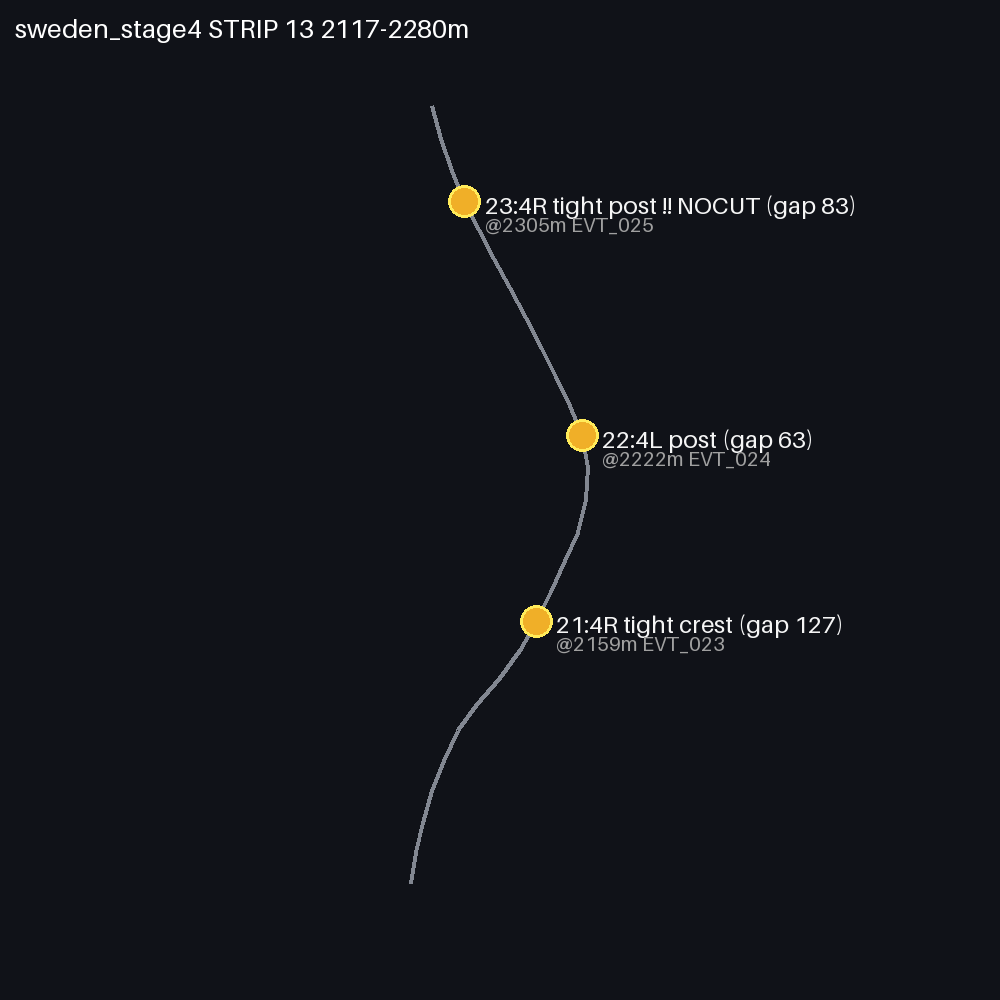 sweden_stage4 STRIP 13 2117-2280m
23:4R tight post !! NOCUT (gap 83)
@2305m EVT_025
22:4L post (gap 63)
@2222m EVT_024
21:4R tight crest (gap 127)
@2159m EVT_023